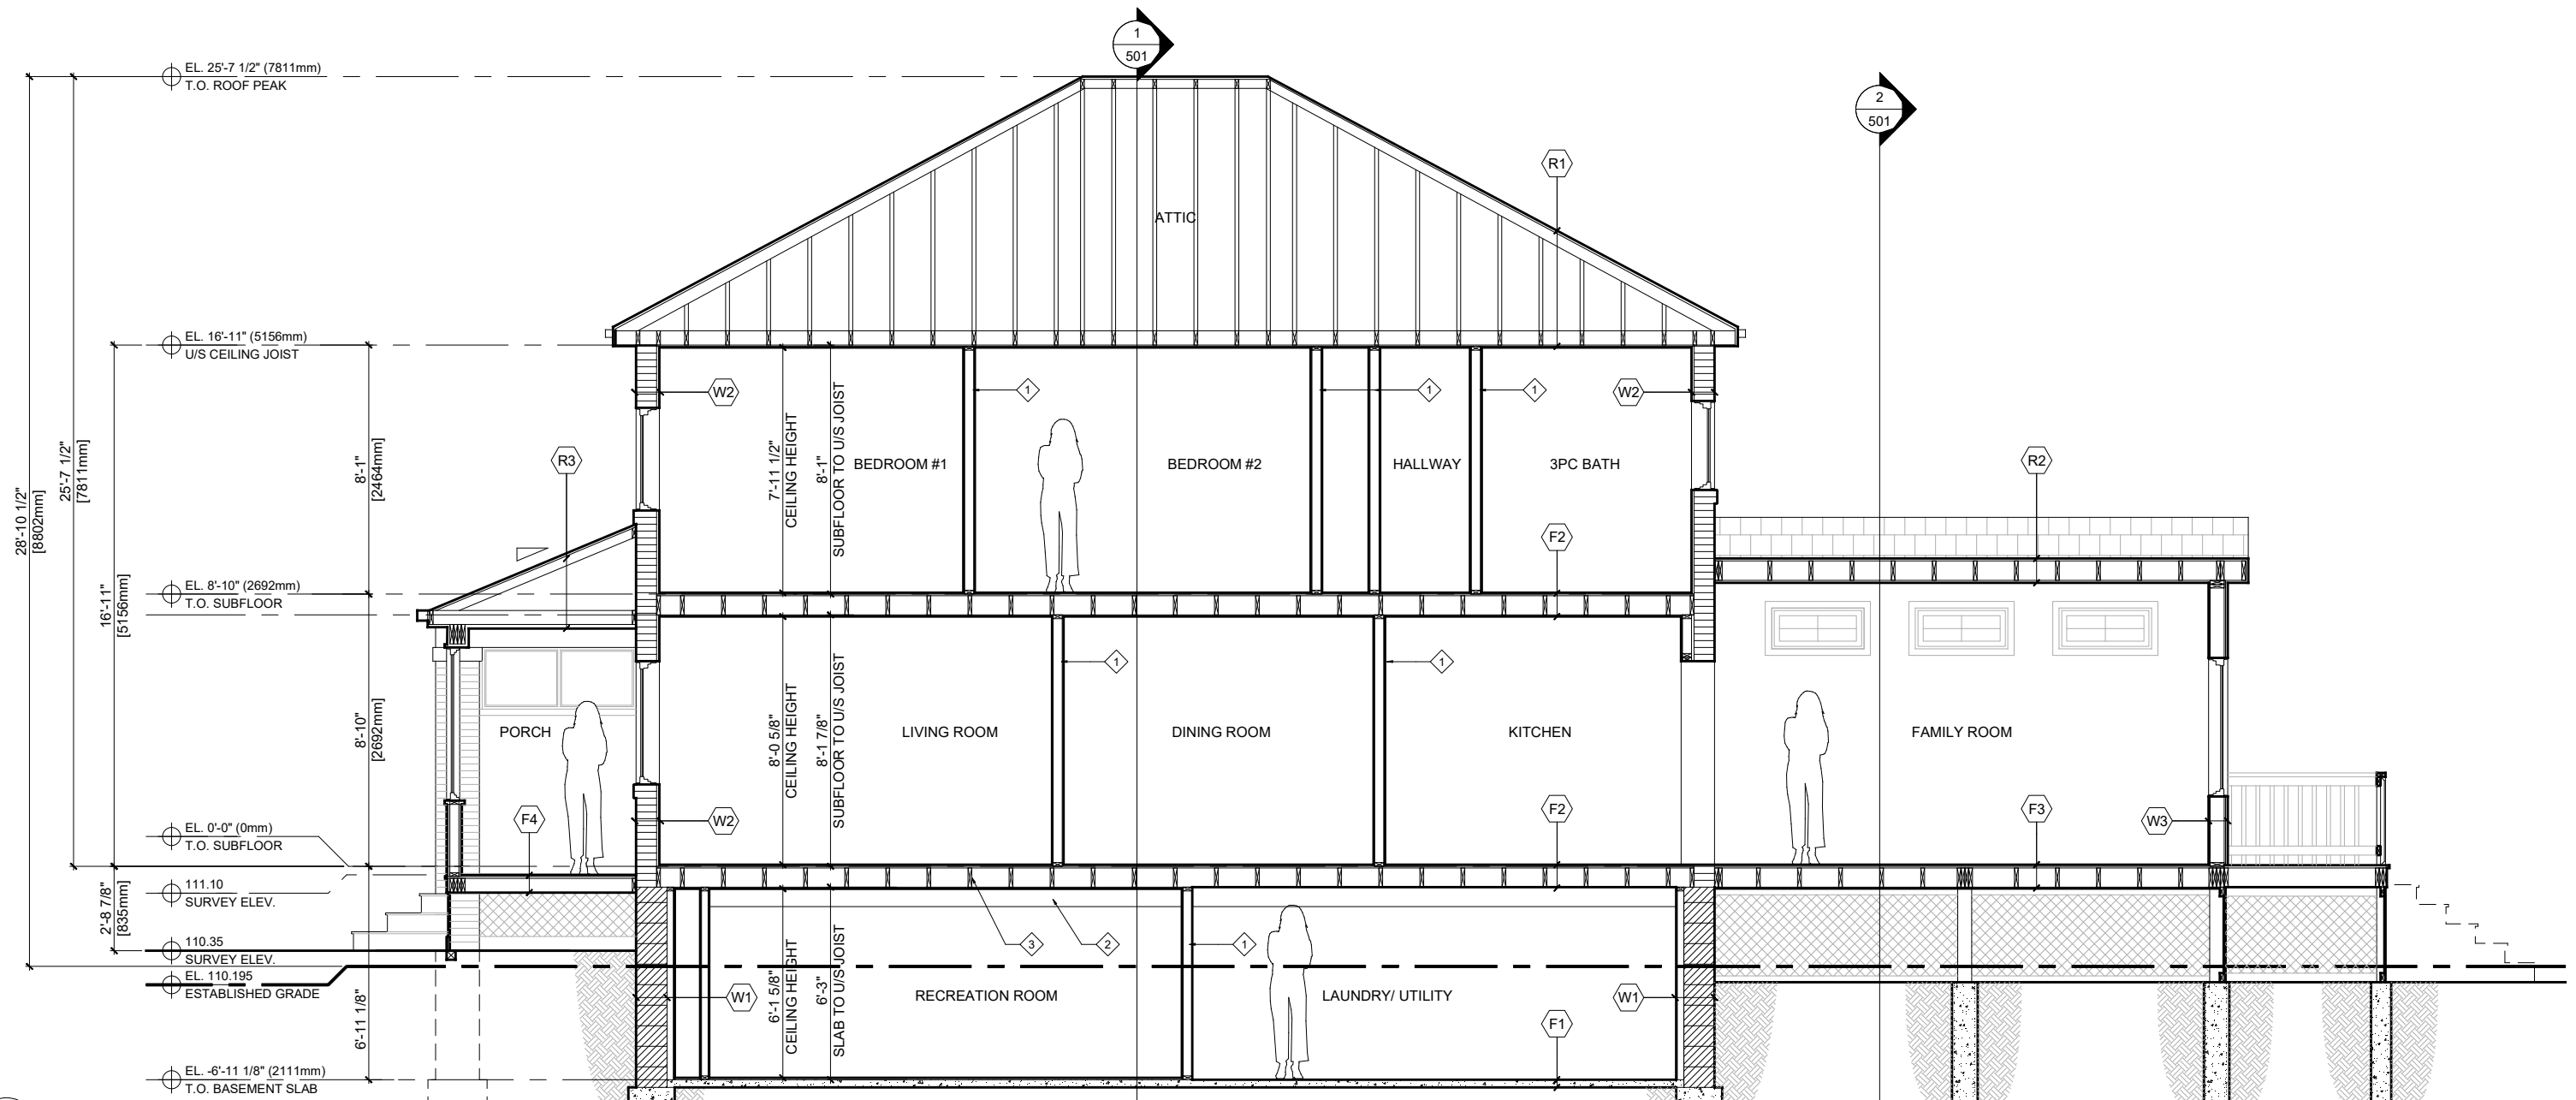 1
501
2
501
EL. 25'-7 1/2" (7811mm)
T.O. ROOF PEAK
R1
ATTIC
EL. 16'-11" (5156mm)
U/S CEILING JOIST
W2
1
1
1
W2
28'-10 1/2"
[8802mm]
25'-7 1/2"
[7811mm]
16'-11"
[5156mm]
8'-1"
[2464mm]
R3
7'-11 1/2"
CEILING HEIGHT
8'-1"
SUBFLOOR TO U/S JOIST
BEDROOM #1
BEDROOM #2
HALLWAY
3PC BATH
R2
F2
EL. 8'-10" (2692mm)
T.O. SUBFLOOR
1
1
8'-10"
[2692mm]
PORCH
8'-0 5/8"
CEILING HEIGHT
8'-1 7/8"
SUBFLOOR TO U/S JOIST
LIVING ROOM
DINING ROOM
KITCHEN
FAMILY ROOM
EL. 0'-0" (0mm)
T.O. SUBFLOOR
F4
W2
F2
F3
W3
111.10
SURVEY ELEV.
2'-8 7/8"
[835mm]
110.35
SURVEY ELEV.
3
2
1
EL. 110.195
ESTABLISHED GRADE
6'-11 1/8"
W1
6'-1 5/8"
CEILING HEIGHT
6'-3"
SLAB TO U/S JOIST
RECREATION ROOM
LAUNDRY/ UTILITY
W1
F1
EL. -6'-11 1/8" (2111mm)
T.O. BASEMENT SLAB